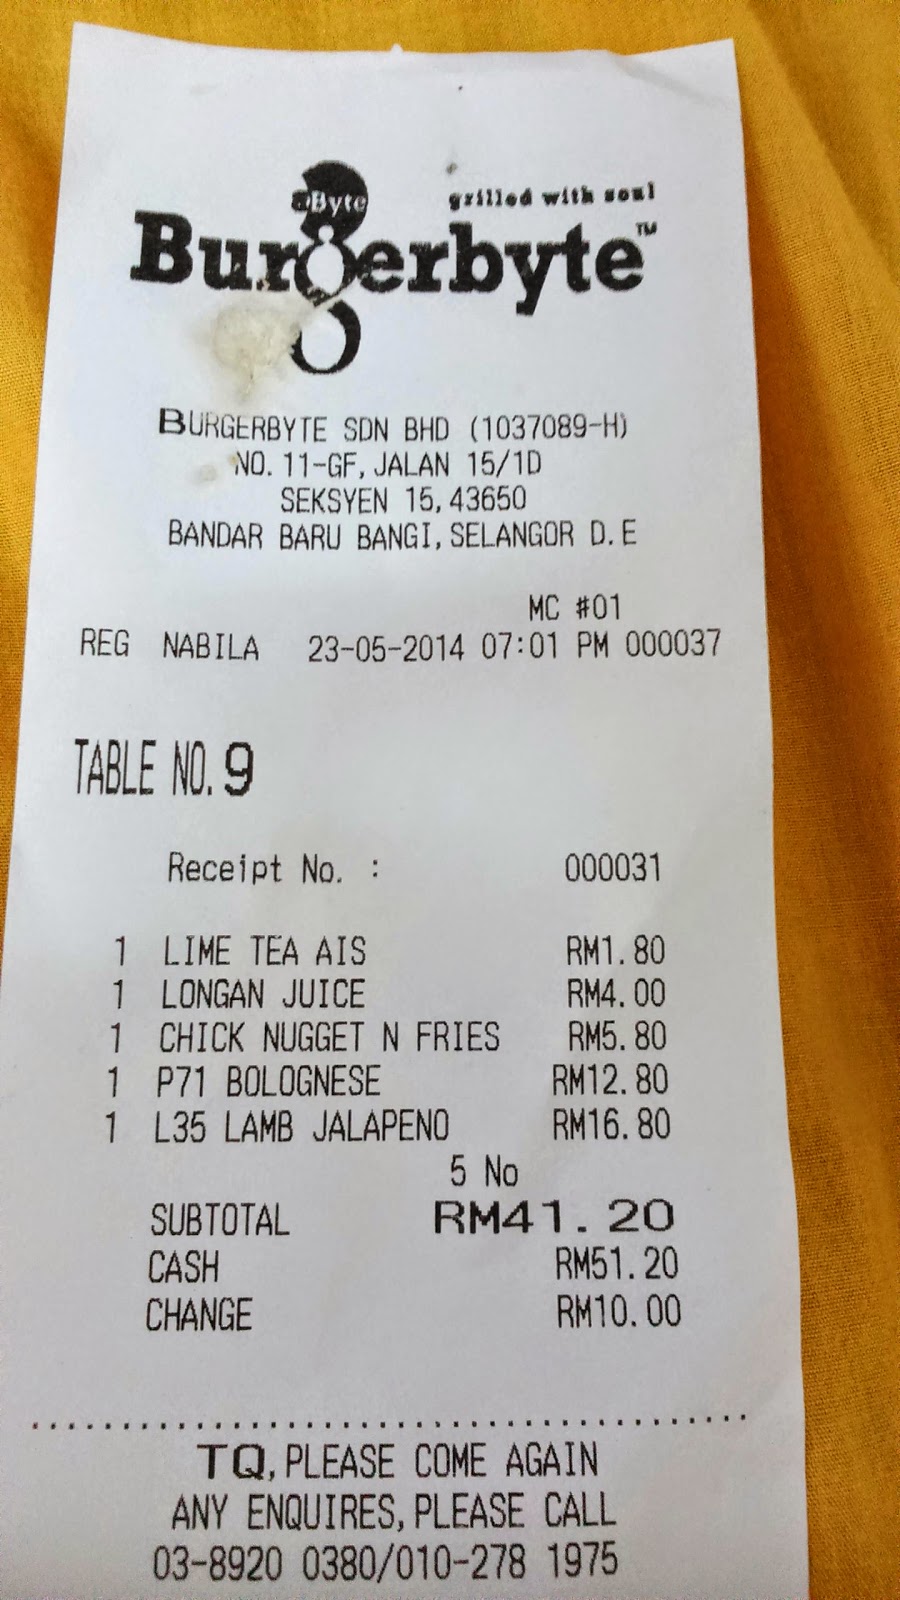 aByte
grilled with soul
Burgerbyte™
BURGERBYTE SDN BHD (1037089-H)
NO. 11-GF, JALAN 15/1D
SEKSYEN 15, 43650
BANDAR BARU BANGI, SELANGOR D.E
MC #01
REG NABILA 23-05-2014 07:01 PM 000037
TABLE NO. 9
Receipt No. : 000031
1 LIME TEA AIS RM1.80
1 LONGAN JUICE RM4.00
1 CHICK NUGGET N FRIES RM5.80
1 P71 BOLOGNESE RM12.80
1 L35 LAMB JALAPENO RM16.80
5 No
SUBTOTAL RM41.20
CASH RM51.20
CHANGE RM10.00
TQ, PLEASE COME AGAIN
ANY ENQUIRES, PLEASE CALL
03-8920 0380/010-278 1975